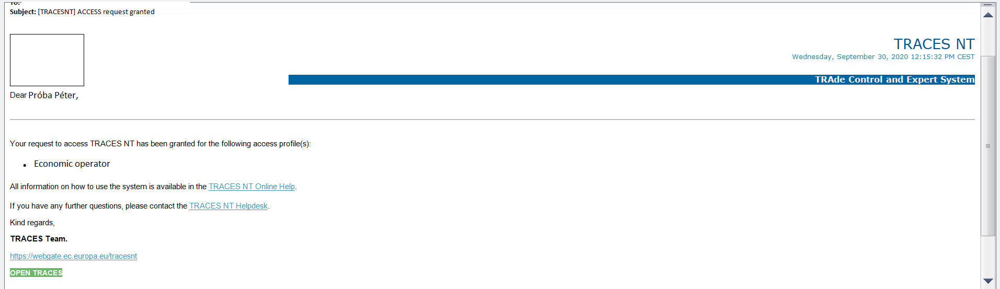 To:
Subject: [TRACESNT] ACCESS request granted
TRACES NT
Wednesday, September 30, 2020 12:15:32 PM CEST
TRAde Control and Expert System
Dear Próba Péter,
Your request to access TRACES NT has been granted for the following access profile(s):
• Economic operator
All information on how to use the system is available in the TRACES NT Online Help.
If you have any further questions, please contact the TRACES NT Helpdesk.
Kind regards,
TRACES Team.
https://webgate.ec.europa.eu/tracesnt
OPEN TRACES